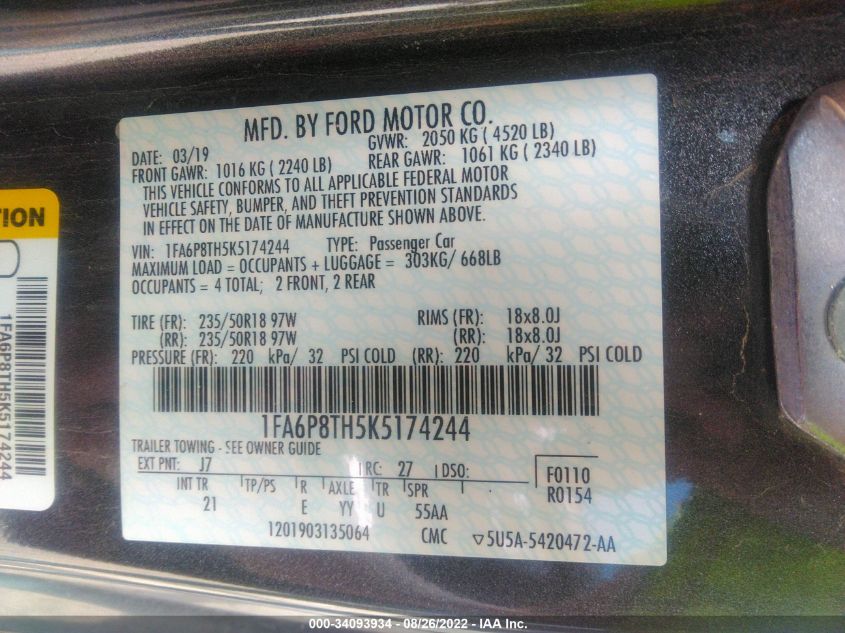 MFD. BY FORD MOTOR CO.
DATE: 03/19 GVWR: 2050 KG ( 4520 LB)
FRONT GAWR: 1016 KG ( 2240 LB) REAR GAWR: 1061 KG ( 2340 LB)
THIS VEHICLE CONFORMS TO ALL APPLICABLE FEDERAL MOTOR
VEHICLE SAFETY, BUMPER, AND THEFT PREVENTION STANDARDS
IN EFFECT ON THE DATE OF MANUFACTURE SHOWN ABOVE.
VIN: 1FA6P8TH5K5174244 TYPE: Passenger Car
MAXIMUM LOAD = OCCUPANTS + LUGGAGE = 303KG/ 668LB
OCCUPANTS = 4 TOTAL; 2 FRONT, 2 REAR
TIRE (FR): 235/50R18 97W RIMS (FR): 18x8.0J
(RR): 235/50R18 97W (RR): 18x8.0J
PRESSURE (FR): 220 kPa/ 32 PSI COLD (RR): 220 kPa/ 32 PSI COLD
1FA6P8TH5K5174244
TRAILER TOWING - SEE OWNER GUIDE
EXT PNT: J7 RC: 27 DSO: F0110
INT TR TP/PS R AXLE TR SPR R0154
21 E YY U 55AA
1201903135064 CMC ▽5U5A-5420472-AA
TION
1FA6P8TH5K5174244
000-34093934 - 08/26/2022 - IAA Inc.